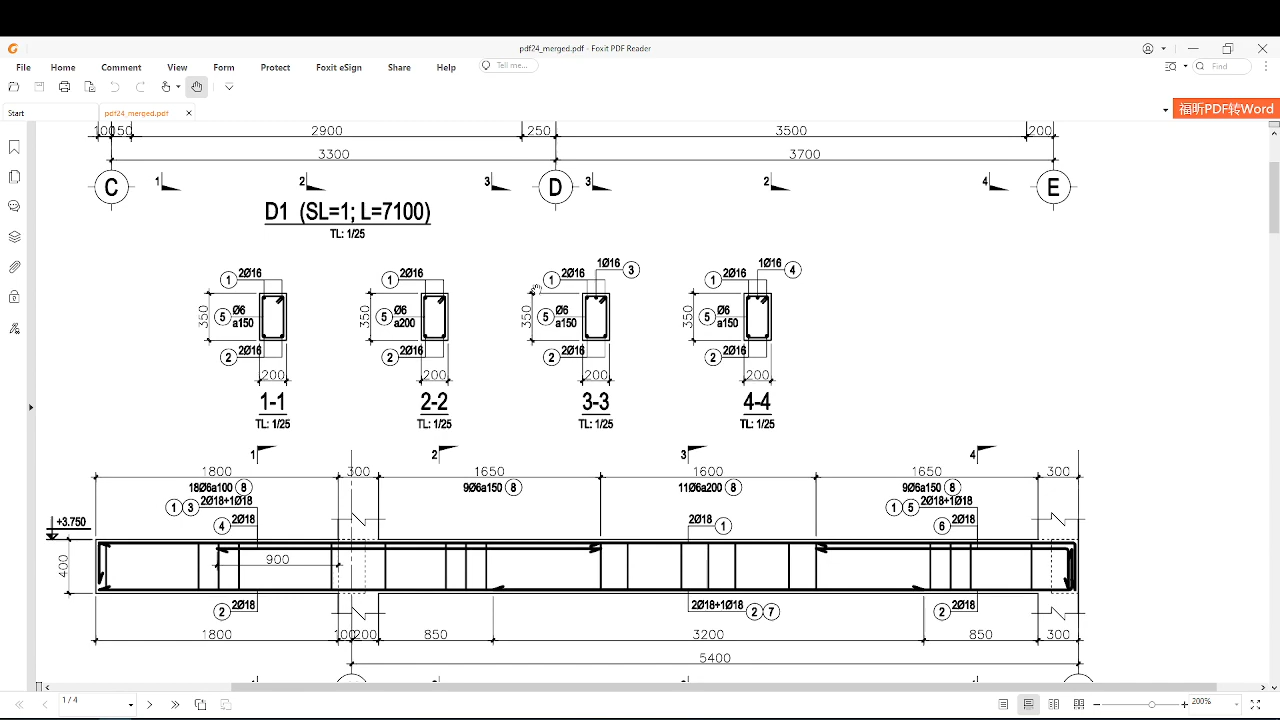 pdf24_merged.pdf - Foxit PDF Reader
File Home Comment View Form Protect Foxit eSign Share Help Tell me... Find
Start pdf24_merged.pdf
福昕PDF转Word
100 50 2900 250 3500 200
3300 3700
C 1 2 3 D 3 2 4 E
D1 (SL=1; L=7100)
TL: 1/25
1 2Ø16
5 Ø6 a150
2 2Ø16
350
200
1-1
TL: 1/25
1 2Ø16
5 Ø6 a200
2 2Ø16
350
200
2-2
TL: 1/25
1Ø16 3
1 2Ø16
5 Ø6 a150
2 2Ø16
350
200
3-3
TL: 1/25
1Ø16 4
1 2Ø16
5 Ø6 a150
2 2Ø16
350
200
4-4
TL: 1/25
1 2 3 4
1800 300 1650 1600 1650 300
18Ø6a100 8 9Ø6a150 8 11Ø6a200 8 9Ø6a150 8
1 3 2Ø18+1Ø18 1 5 2Ø18+1Ø18
+3.750 4 2Ø18 2Ø18 1 6 2Ø18
400 900
2 2Ø18 2Ø18+1Ø18 2 7 2 2Ø18
1800 100 200 850 3200 850 300
5400
1 / 4 200%